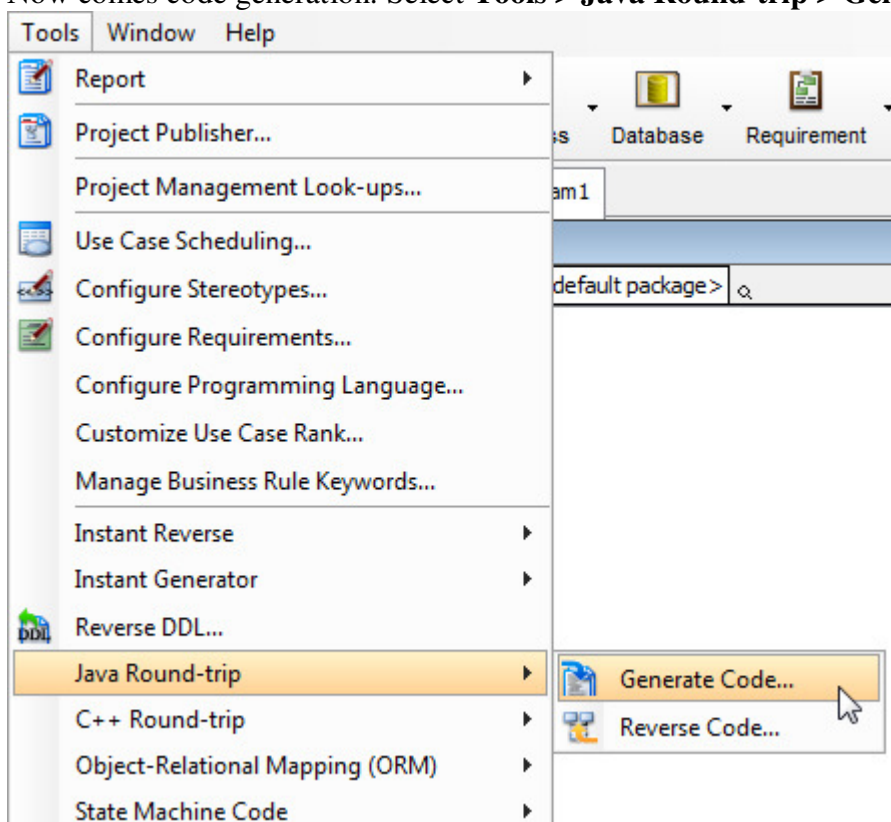 Now comes code generation. Select Tools > Java Round-trip > Gen
Tools Window Help
Report
Project Publisher...
ss Database Requirement
Project Management Look-ups...
am1
Use Case Scheduling...
Configure Stereotypes...
default package>
Configure Requirements...
Configure Programming Language...
Customize Use Case Rank...
Manage Business Rule Keywords...
Instant Reverse
Instant Generator
DDL
Reverse DDL...
Java Round-trip
Generate Code...
C++ Round-trip
Reverse Code...
Object-Relational Mapping (ORM)
State Machine Code